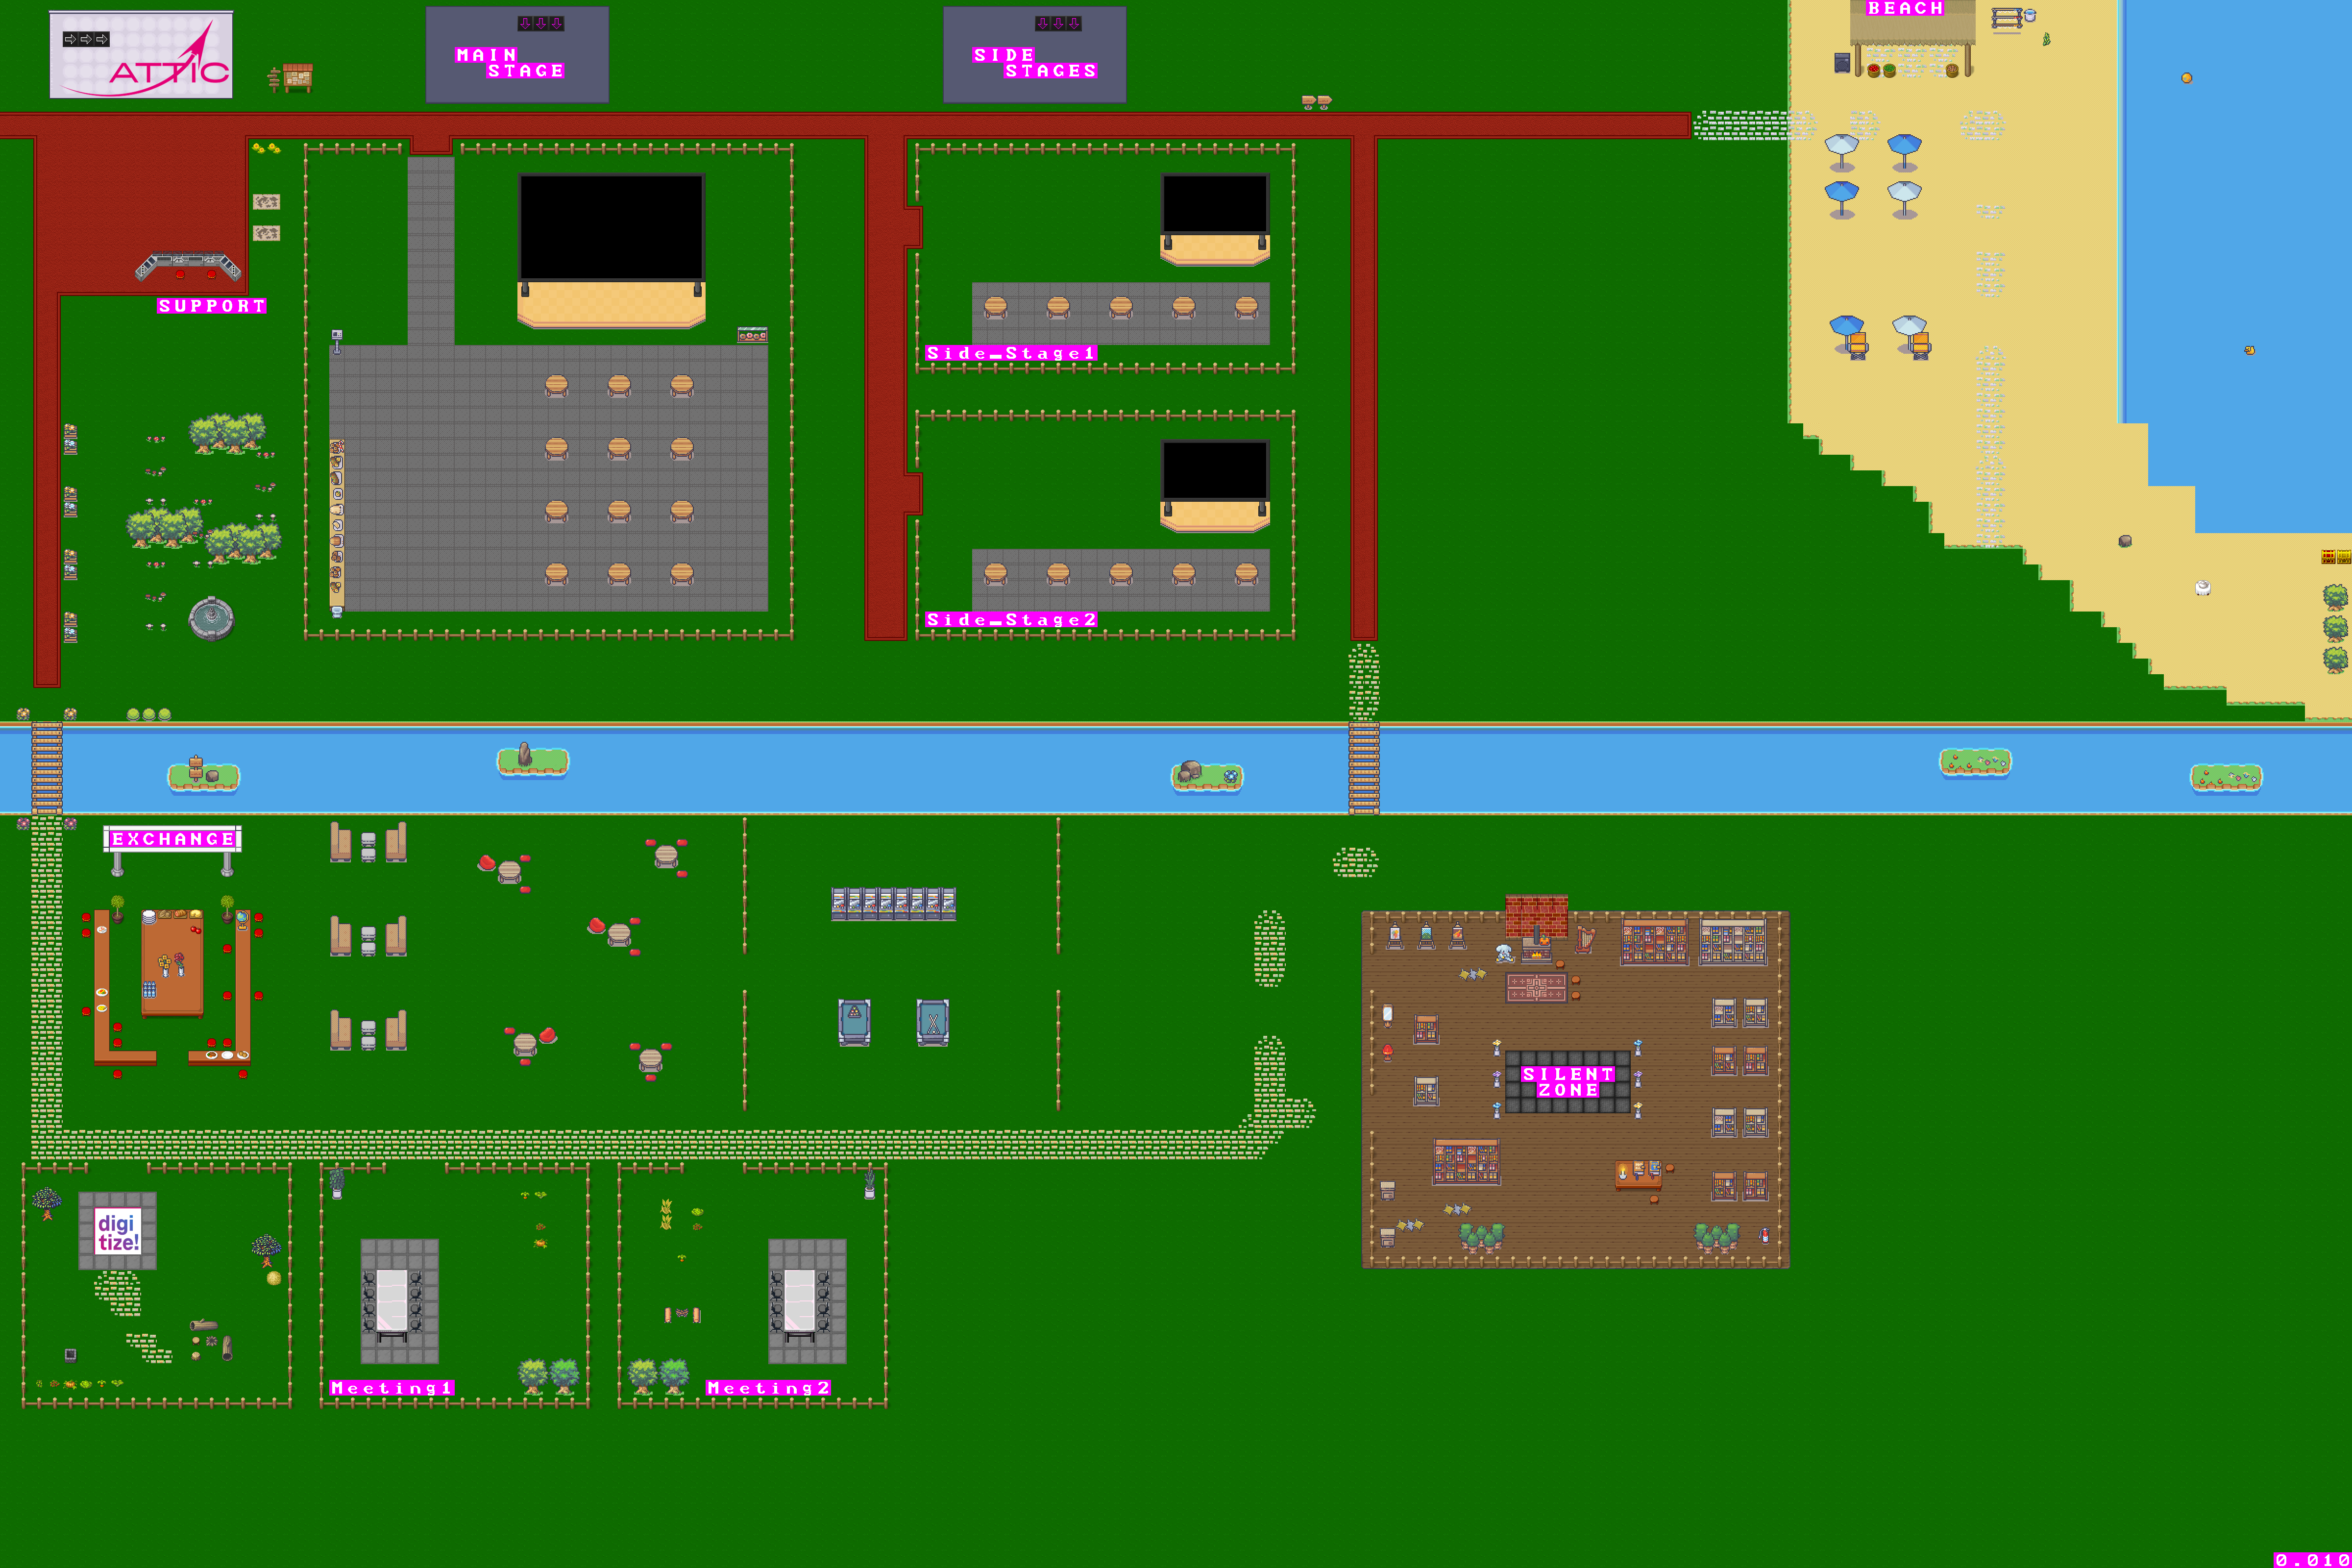 ATTIC
MAIN
STAGE
SIDE
STAGES
BEACH
SUPPORT
Side_Stage1
Side_Stage2
EXCHANGE
SILENT
ZONE
digi
tize!
Meeting1
Meeting2
0.010